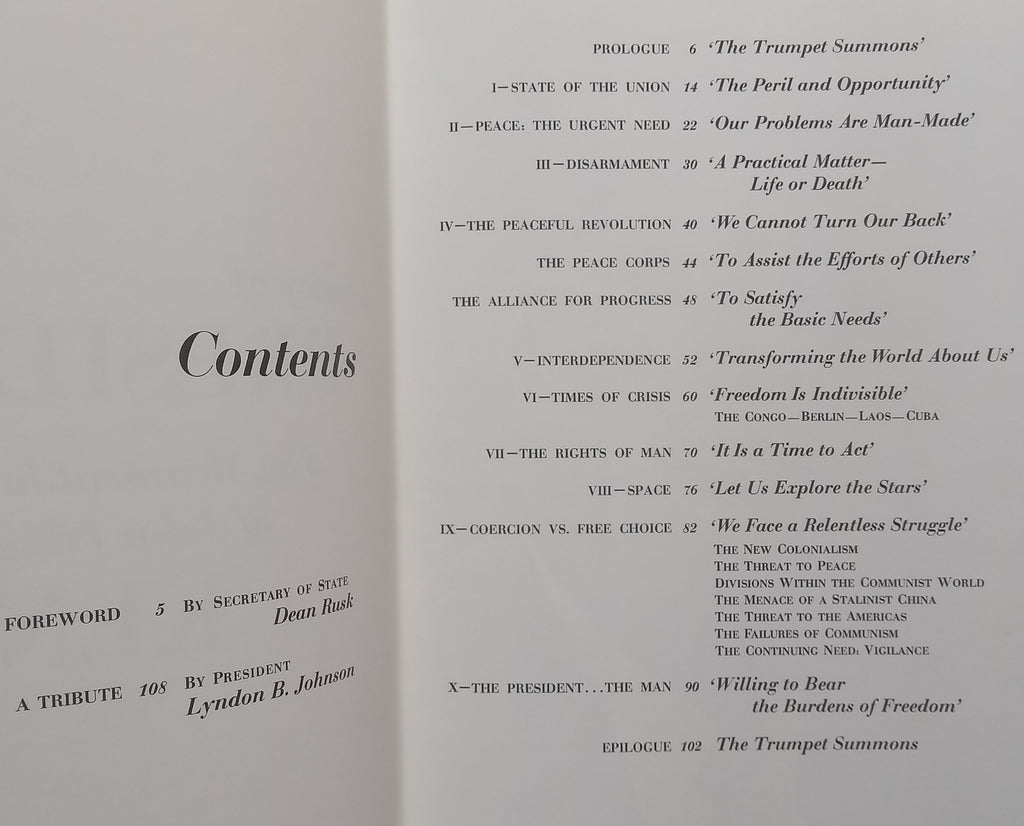 Contents
FOREWORD 5 BY SECRETARY OF STATE
Dean Rusk
A TRIBUTE 108 BY PRESIDENT
Lyndon B. Johnson
PROLOGUE 6 ‘The Trumpet Summons’
I—STATE OF THE UNION 14 ‘The Peril and Opportunity’
II—PEACE: THE URGENT NEED 22 ‘Our Problems Are Man-Made’
III—DISARMAMENT 30 ‘A Practical Matter—
Life or Death’
IV—THE PEACEFUL REVOLUTION 40 ‘We Cannot Turn Our Back’
THE PEACE CORPS 44 ‘To Assist the Efforts of Others’
THE ALLIANCE FOR PROGRESS 48 ‘To Satisfy
the Basic Needs’
V—INTERDEPENDENCE 52 ‘Transforming the World About Us’
VI—TIMES OF CRISIS 60 ‘Freedom Is Indivisible’
THE CONGO—BERLIN—LAOS—CUBA
VII—THE RIGHTS OF MAN 70 ‘It Is a Time to Act’
VIII—SPACE 76 ‘Let Us Explore the Stars’
IX—COERCION VS. FREE CHOICE 82 ‘We Face a Relentless Struggle’
THE NEW COLONIALISM
THE THREAT TO PEACE
DIVISIONS WITHIN THE COMMUNIST WORLD
THE MENACE OF A STALINIST CHINA
THE THREAT TO THE AMERICAS
THE FAILURES OF COMMUNISM
THE CONTINUING NEED: VIGILANCE
X—THE PRESIDENT...THE MAN 90 ‘Willing to Bear
the Burdens of Freedom’
EPILOGUE 102 The Trumpet Summons